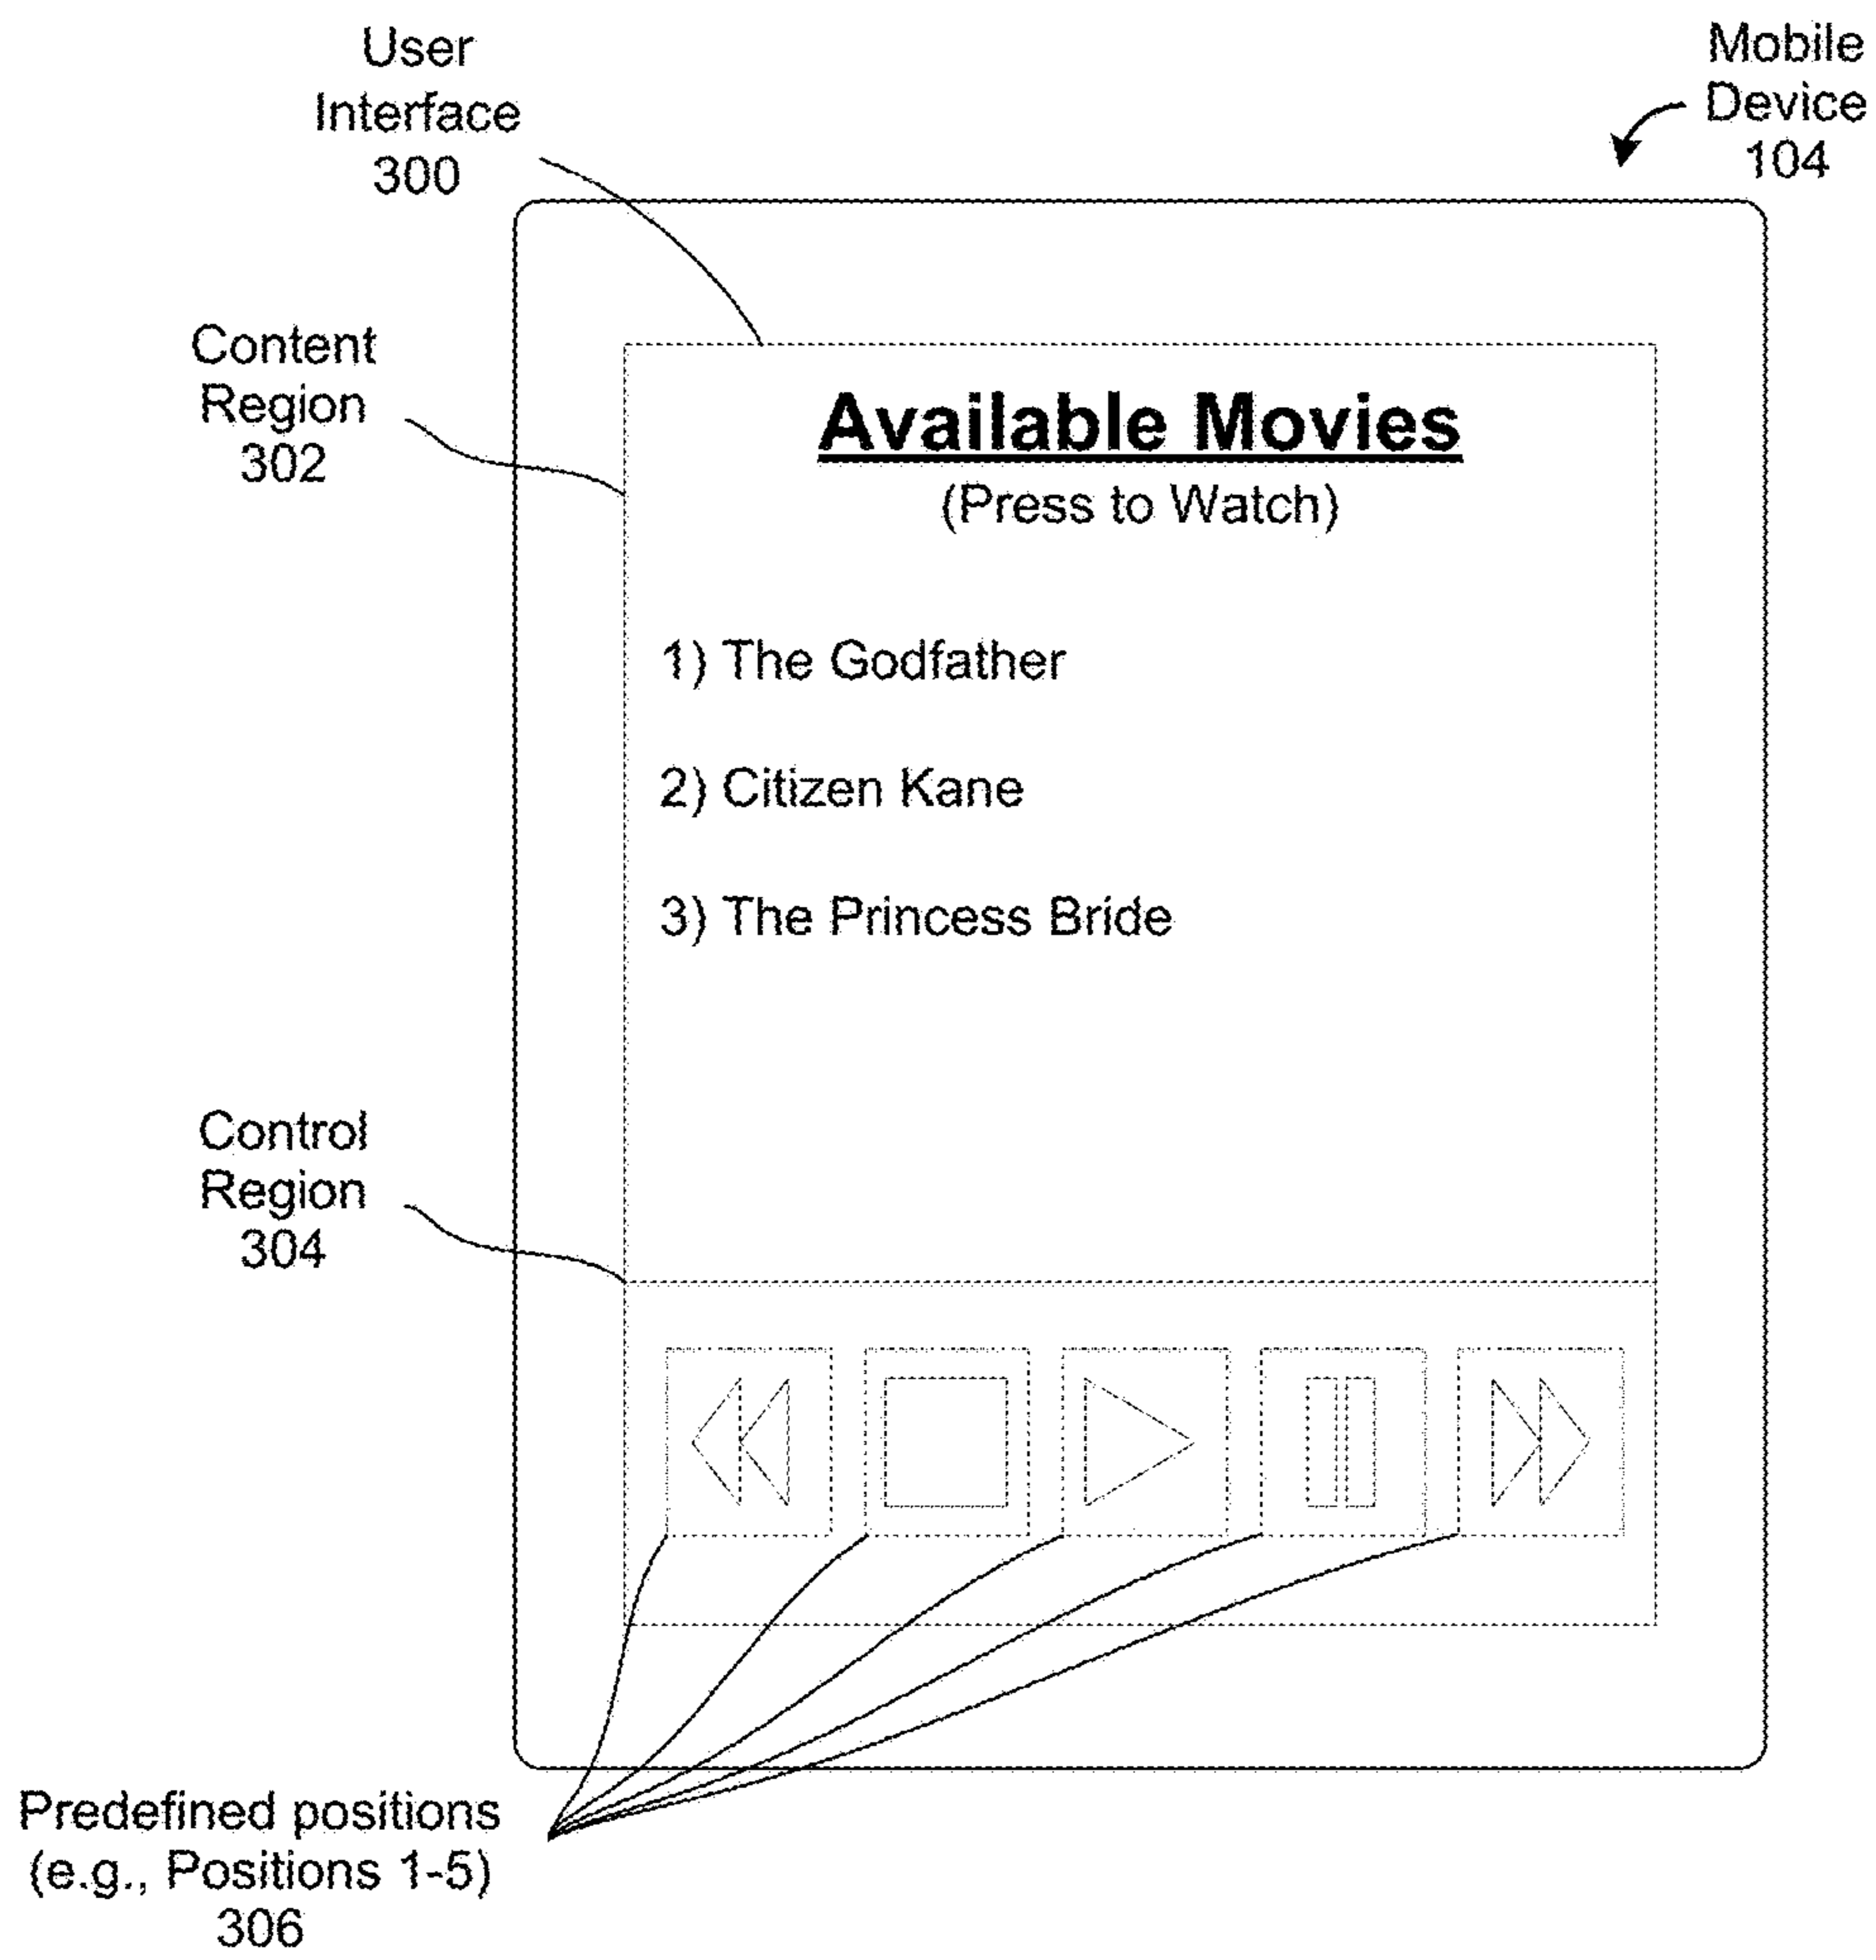 User
Interface
300
Mobile
Device
104
Content
Region
302
Available Movies
(Press to Watch)
1) The Godfather
2) Citizen Kane
3) The Princess Bride
Control
Region
304
Predefined positions
(e.g., Positions 1-5)
306